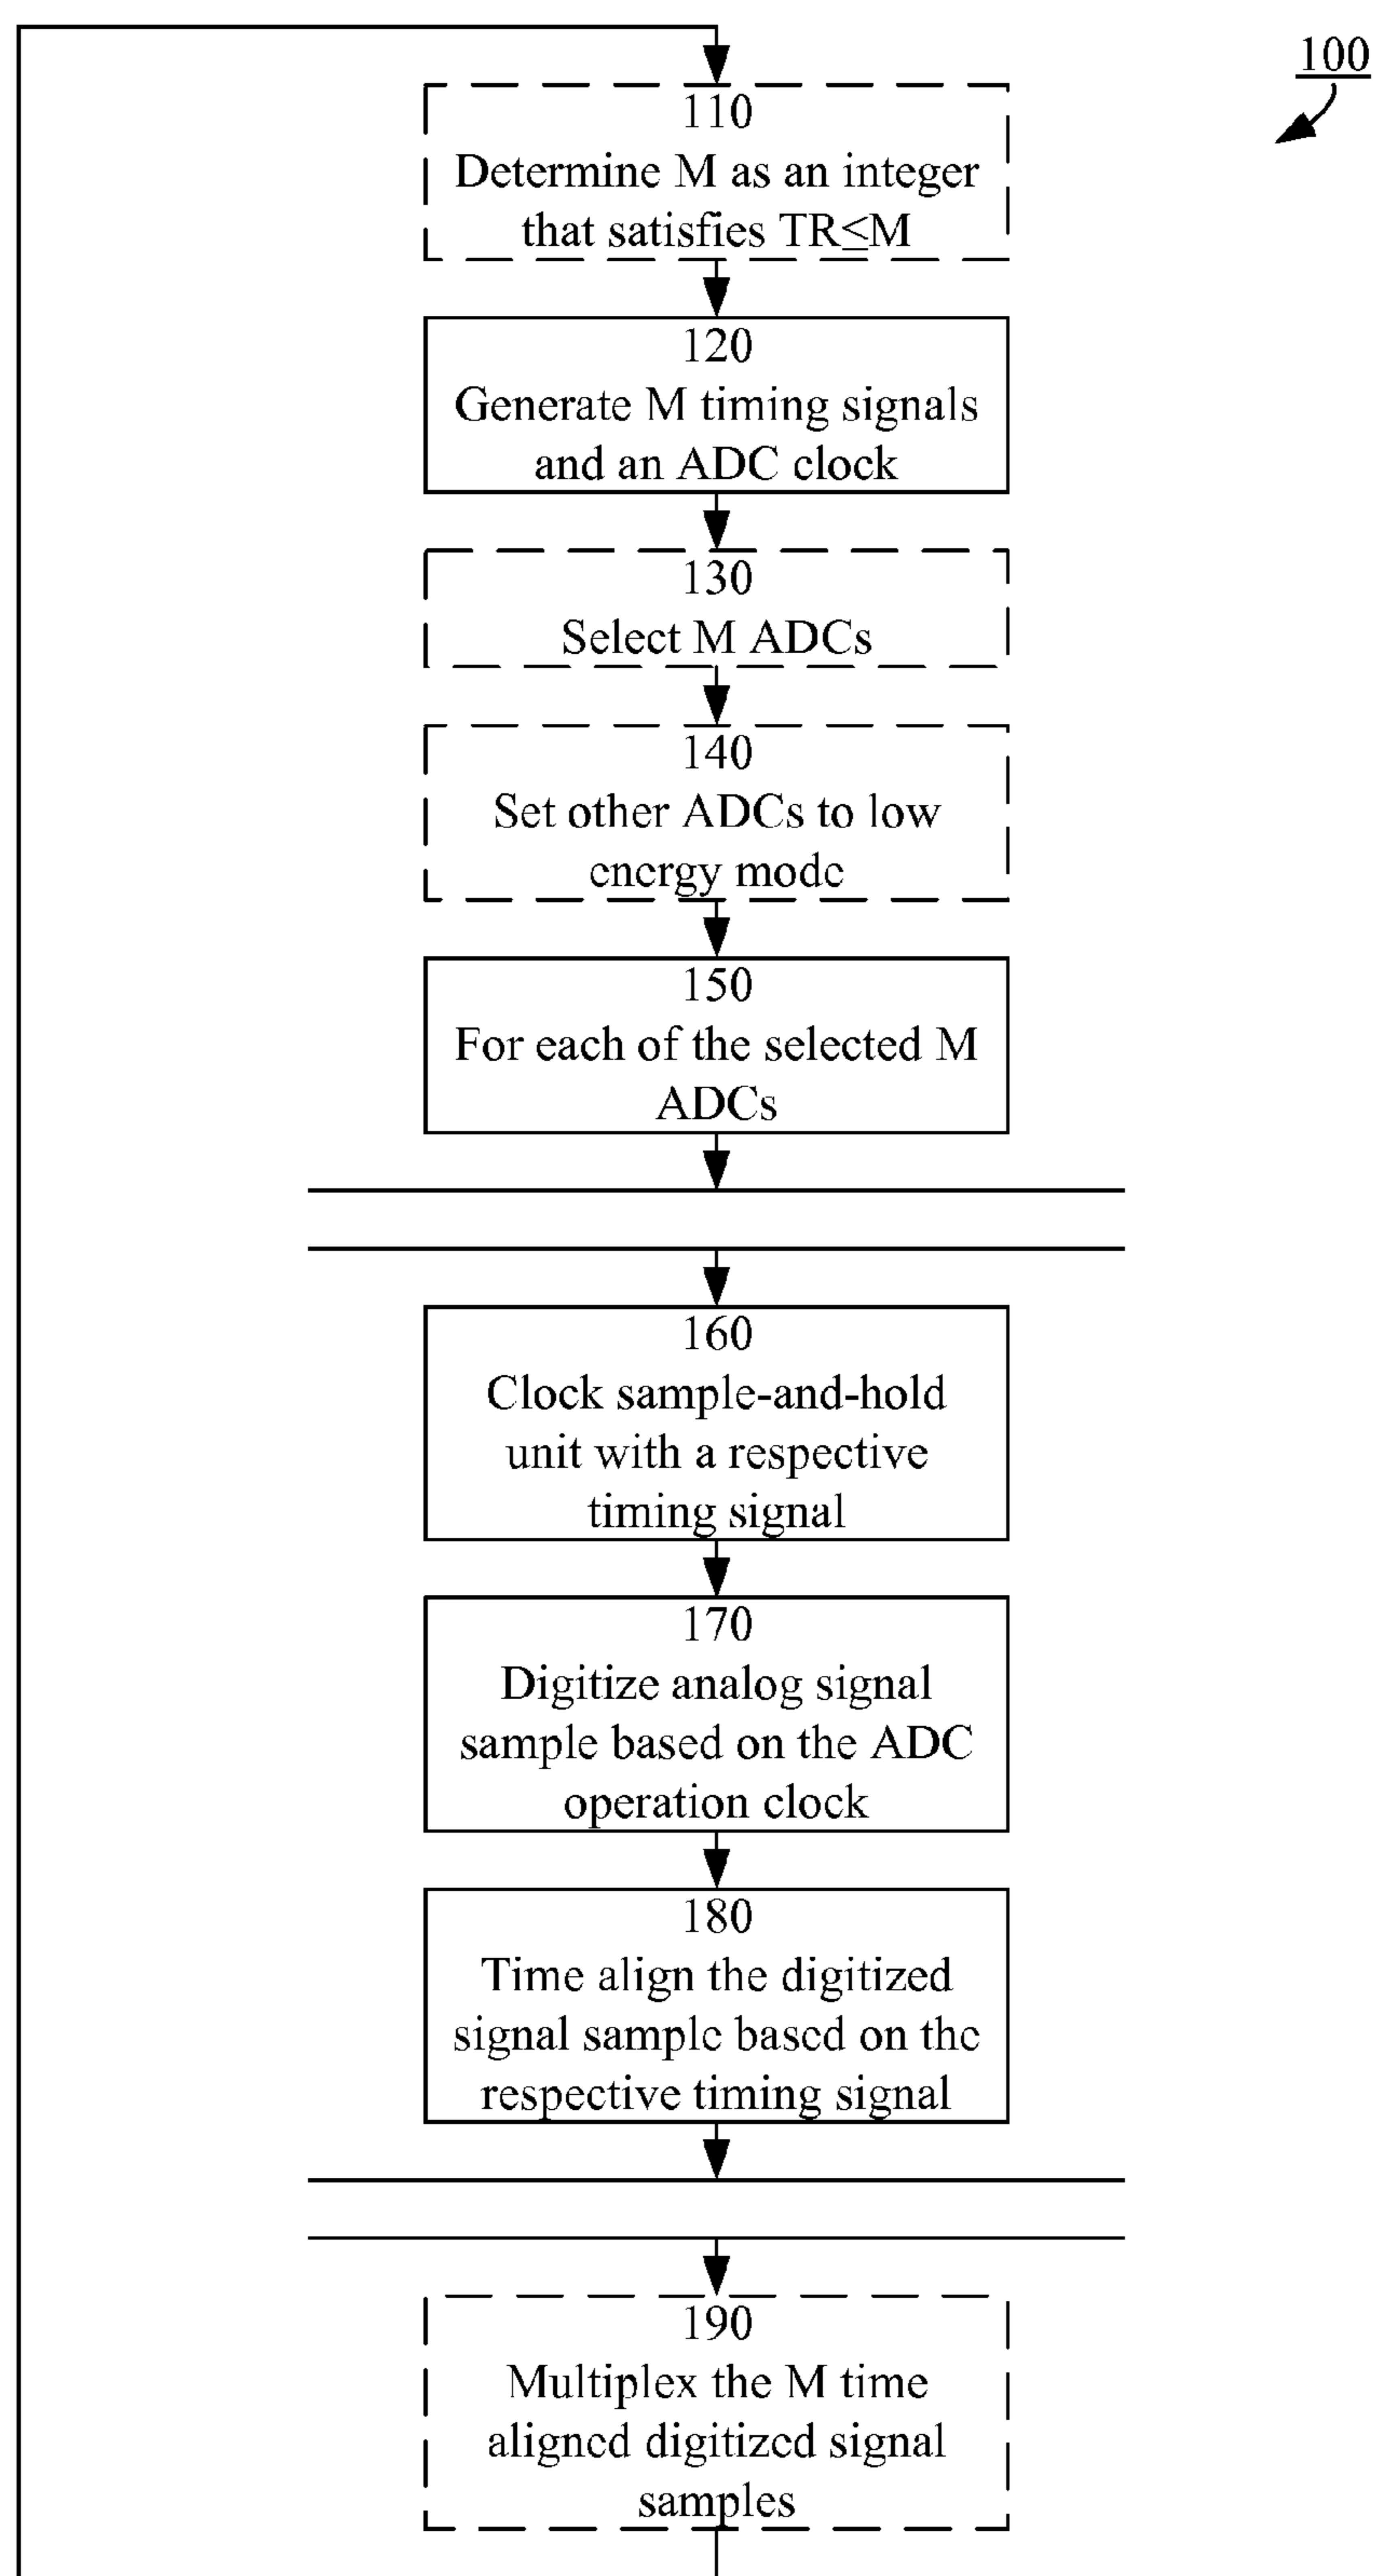 100
110
Determine M as an integer
that satisfies TR≤M
120
Generate M timing signals
and an ADC clock
130
Select M ADCs
140
Set other ADCs to low
energy mode
150
For each of the selected M
ADCs
160
Clock sample-and-hold
unit with a respective
timing signal
170
Digitize analog signal
sample based on the ADC
operation clock
180
Time align the digitized
signal sample based on the
respective timing signal
190
Multiplex the M time
aligned digitized signal
samples